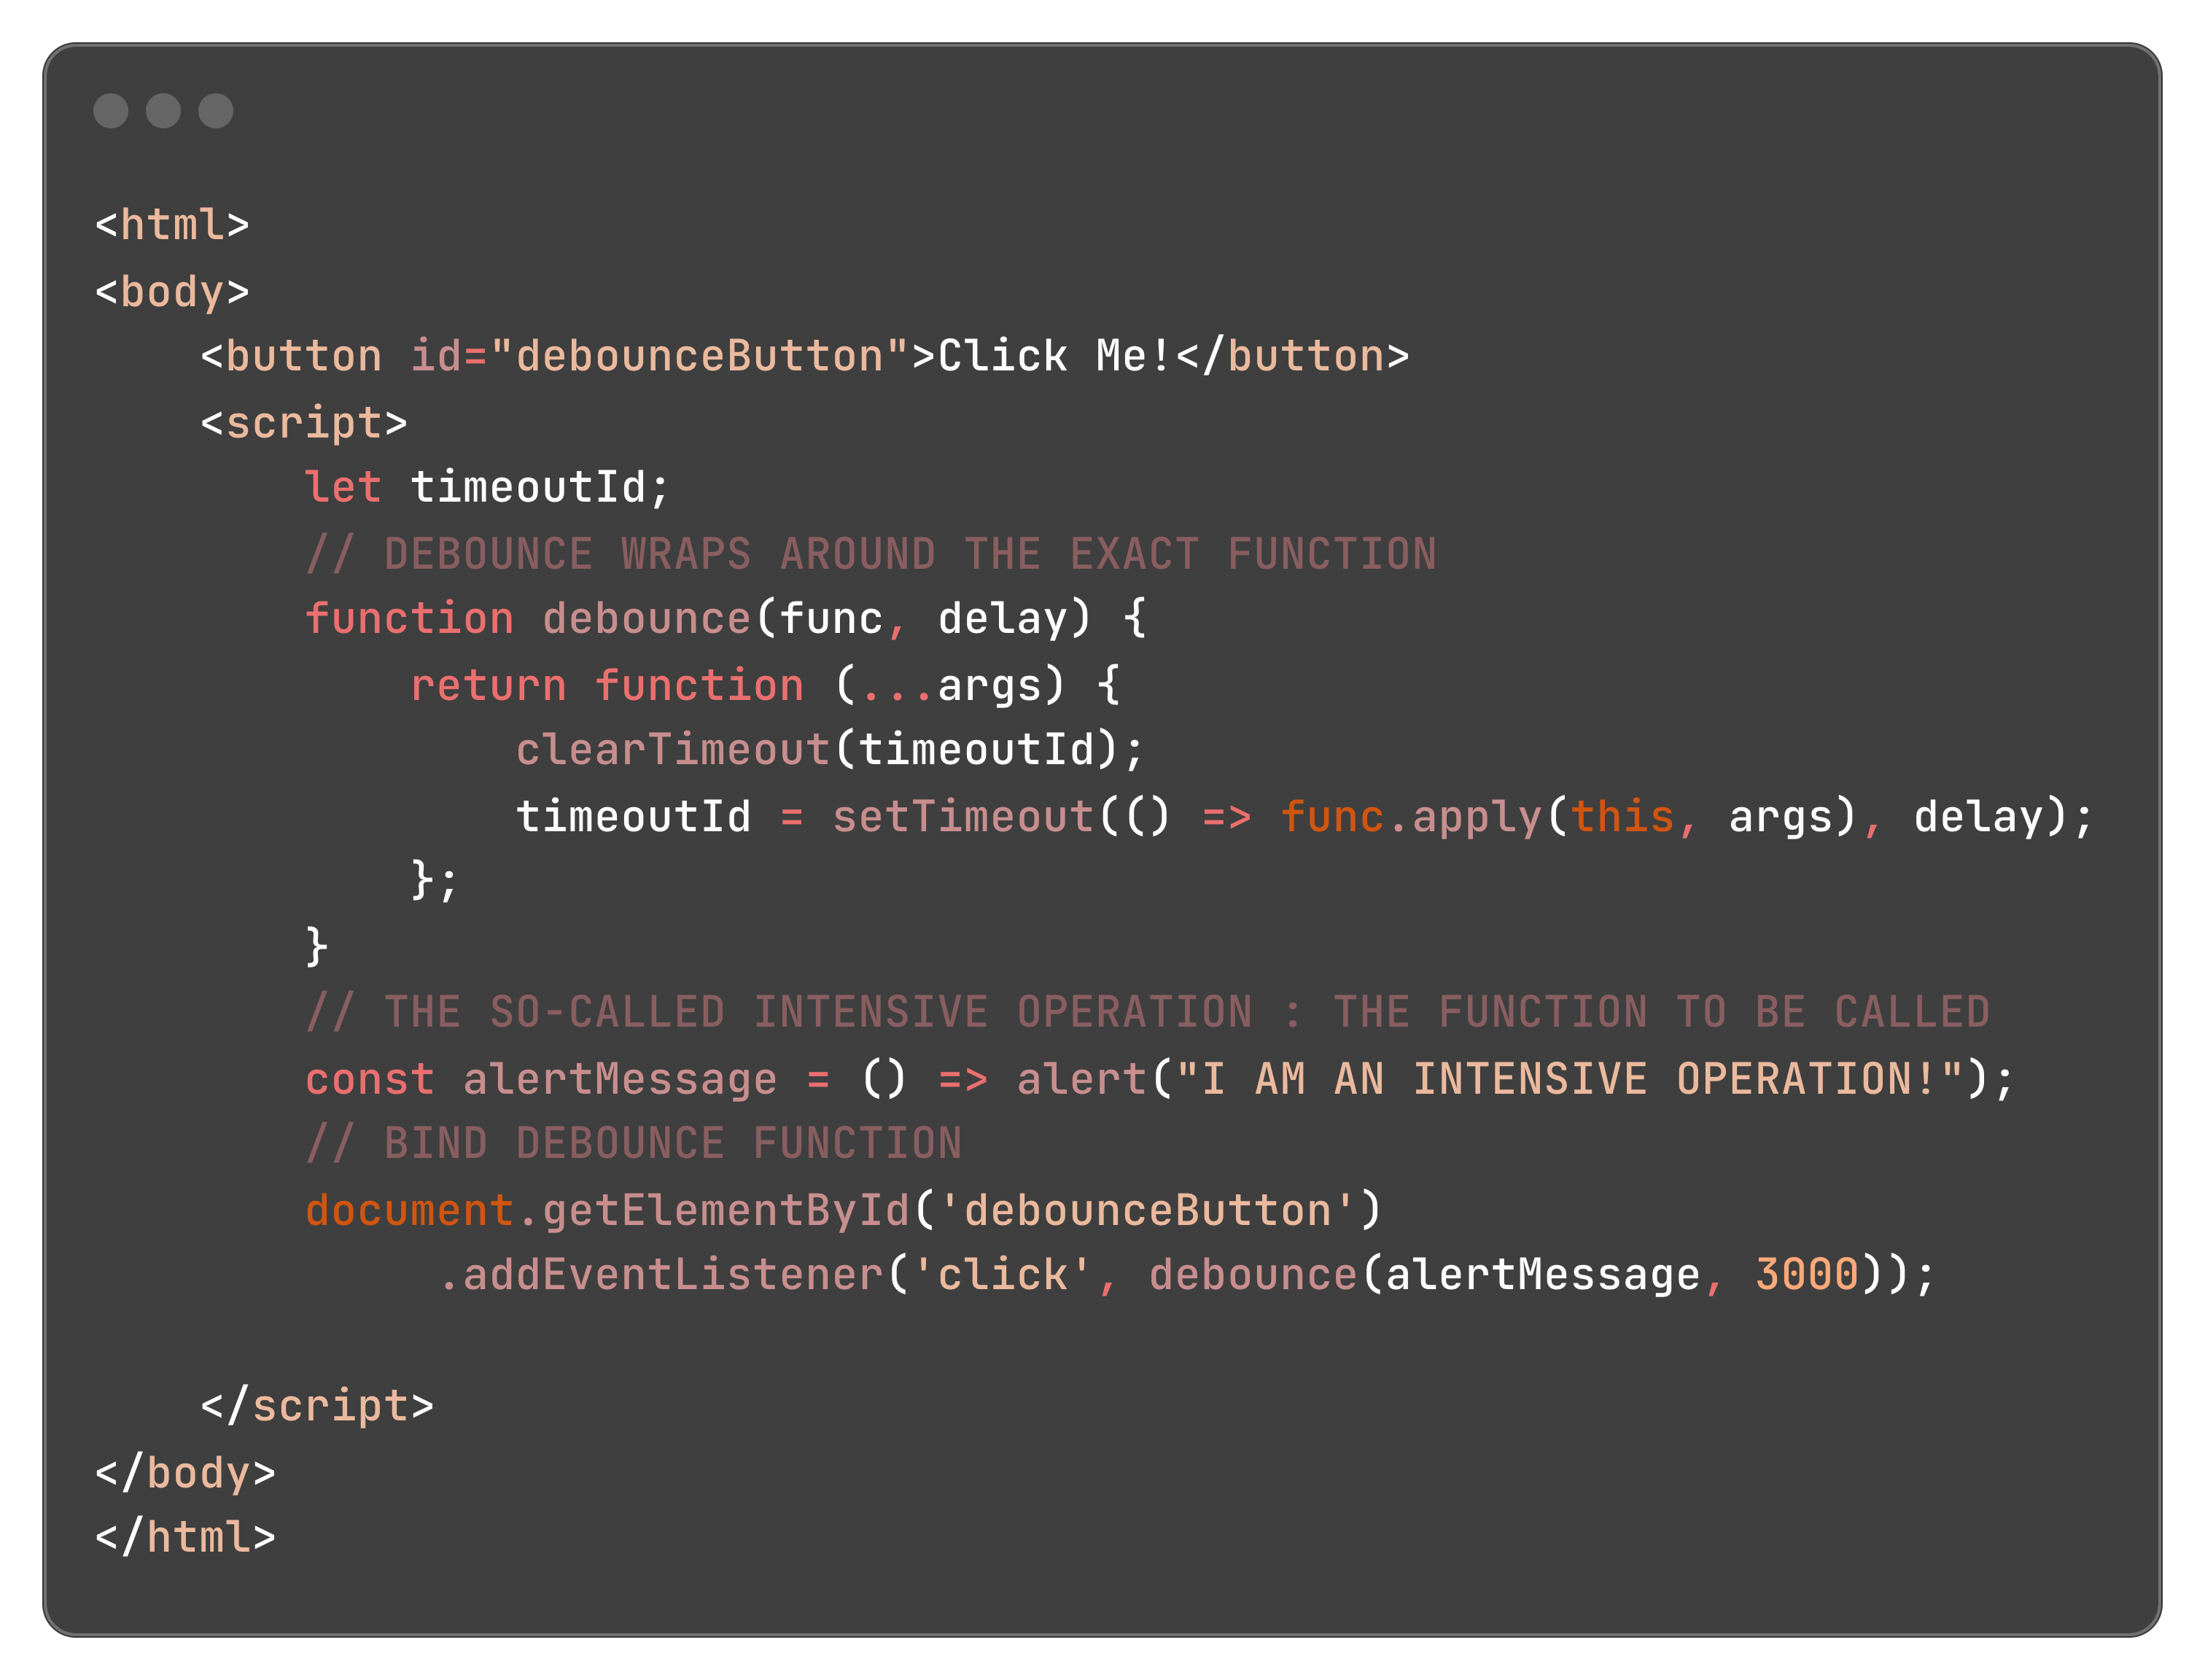 <html>
<body>
    <button id="debounceButton">Click Me!</button>
    <script>
        let timeoutId;
        // DEBOUNCE WRAPS AROUND THE EXACT FUNCTION
        function debounce(func, delay) {
            return function (...args) {
                clearTimeout(timeoutId);
                timeoutId = setTimeout(() => func.apply(this, args), delay);
            };
        }
        // THE SO-CALLED INTENSIVE OPERATION : THE FUNCTION TO BE CALLED
        const alertMessage = () => alert("I AM AN INTENSIVE OPERATION!");
        // BIND DEBOUNCE FUNCTION
        document.getElementById('debounceButton')
             .addEventListener('click', debounce(alertMessage, 3000));
    </script>
</body>
</html>